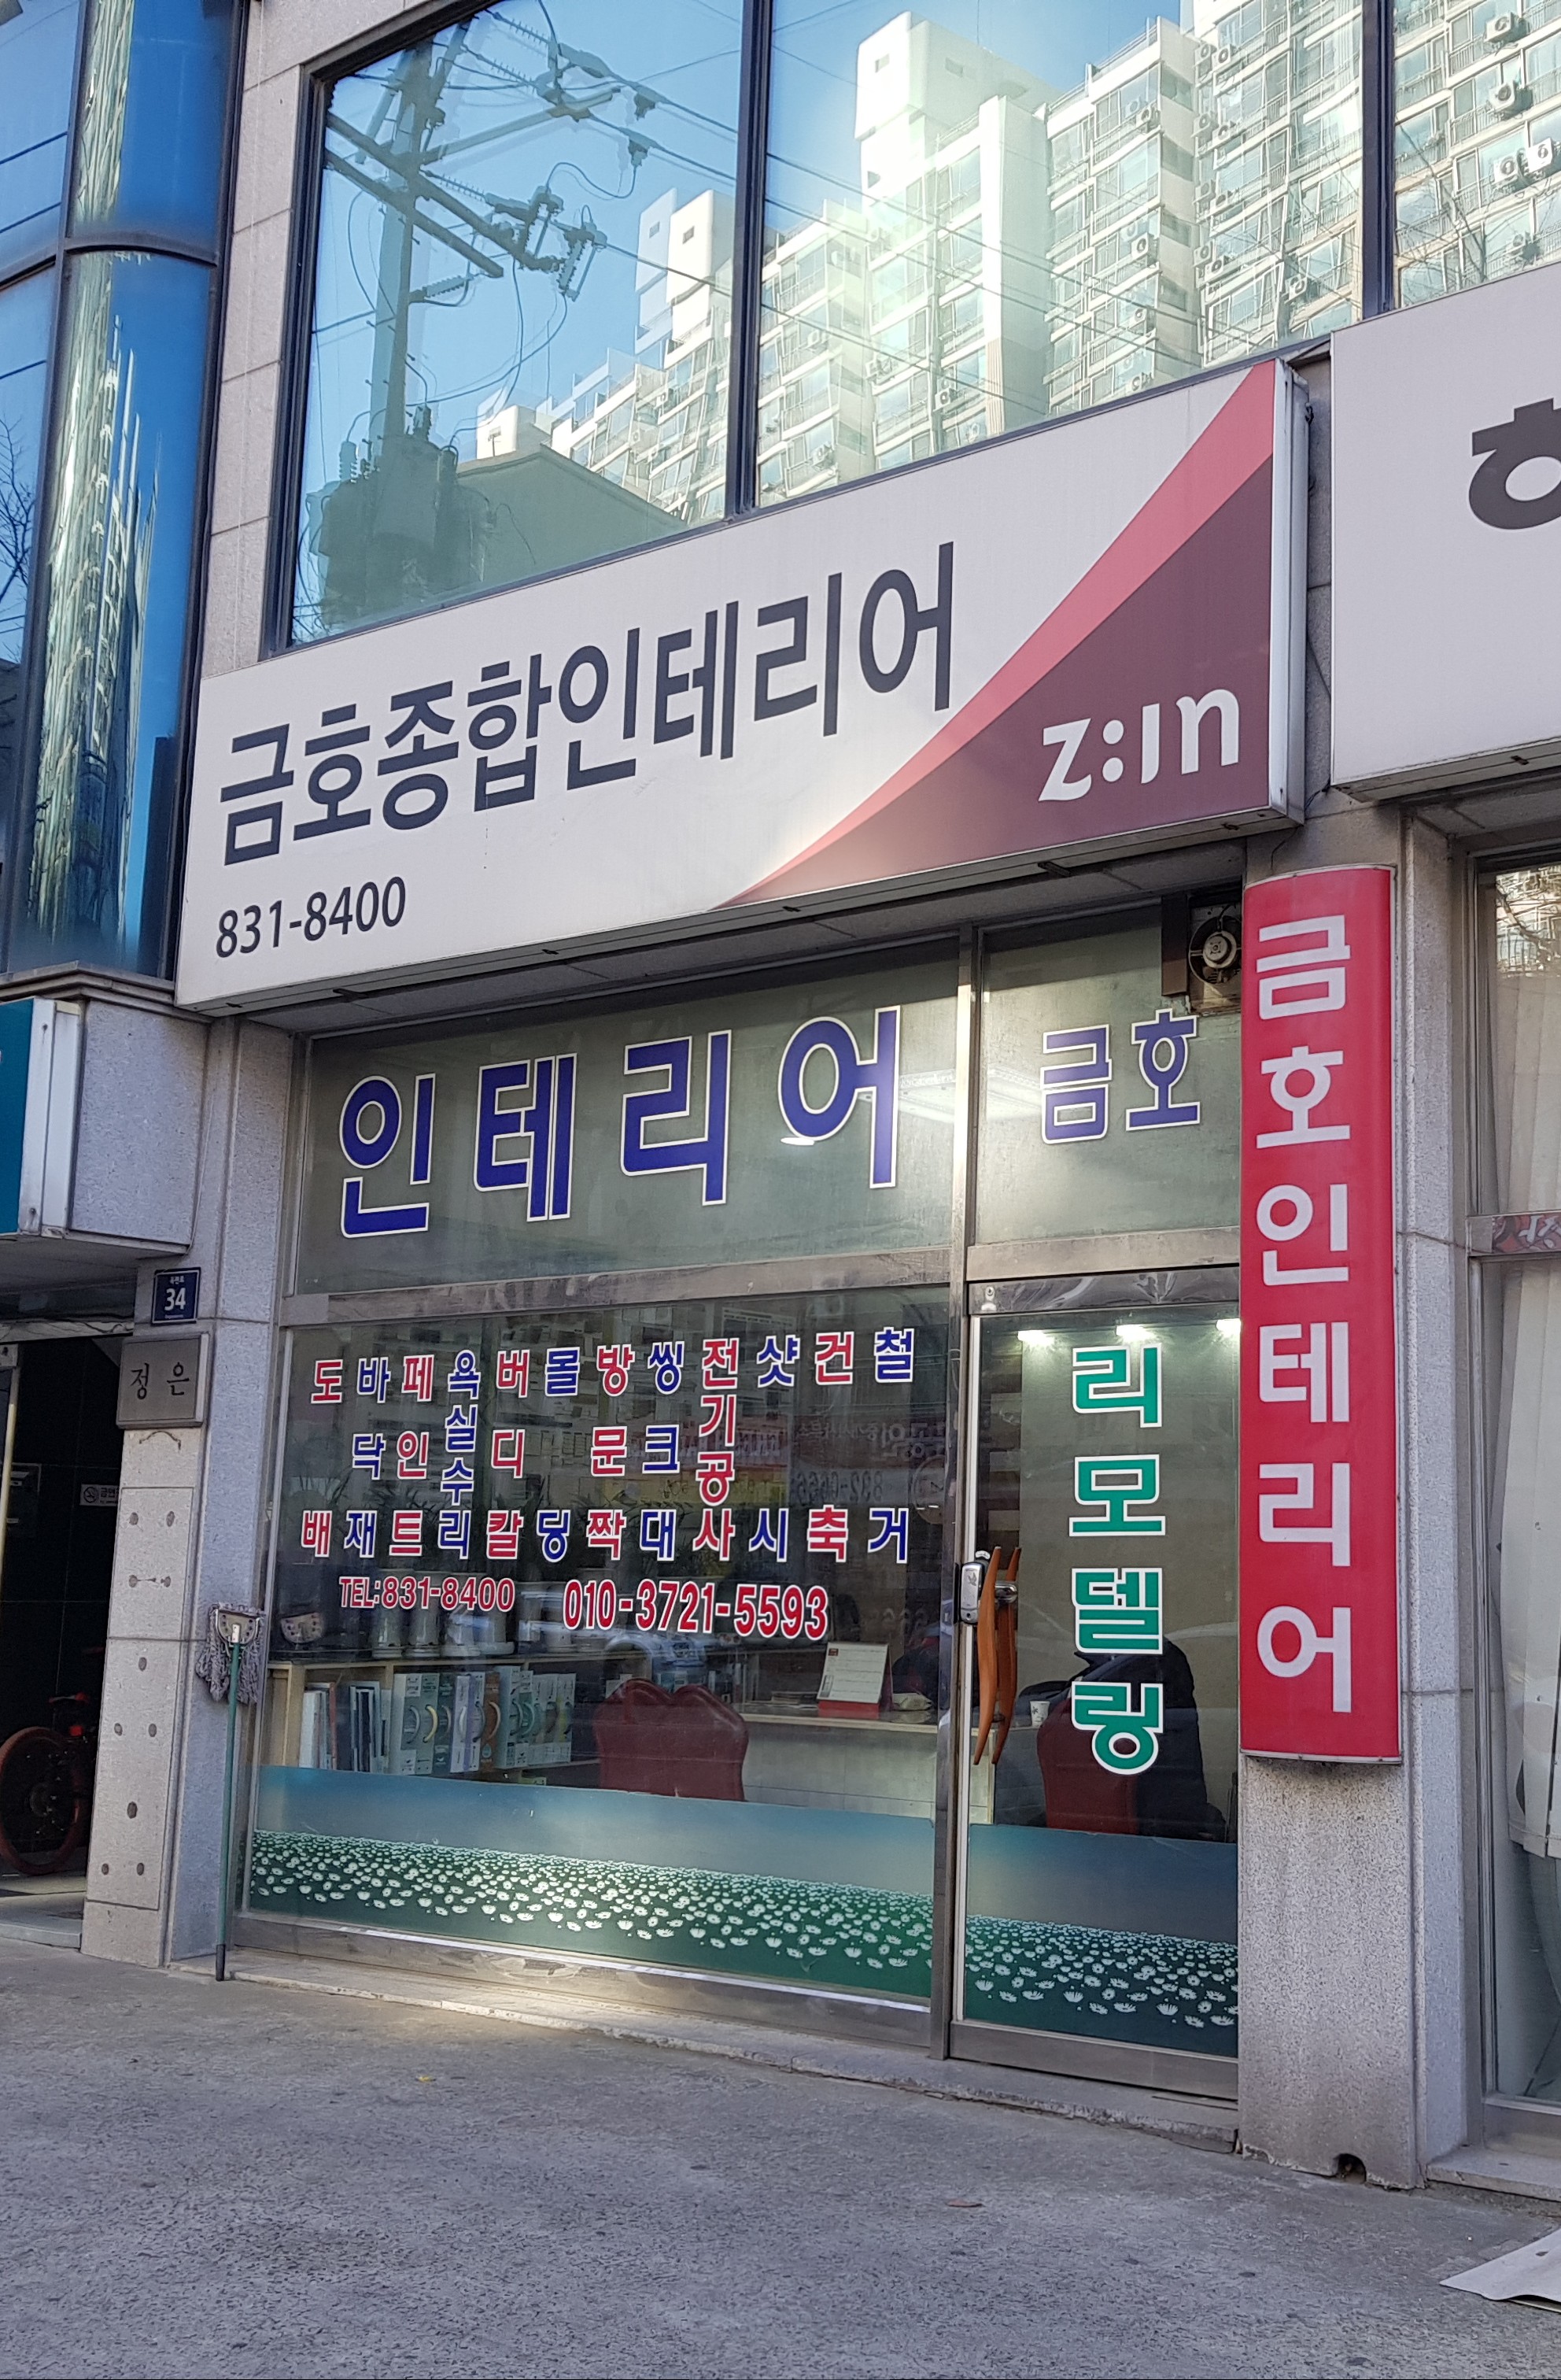 금호종합인테리어
z:in
831-8400
인테리어
금호
금호인테리어
도배
바닥재
페인트
욕실수리
버디칼
몰딩
방문짝
씽크대
전기공사
샷시
건축
철거
TEL:831-8400
010-3721-5593
리모델링
34
정은